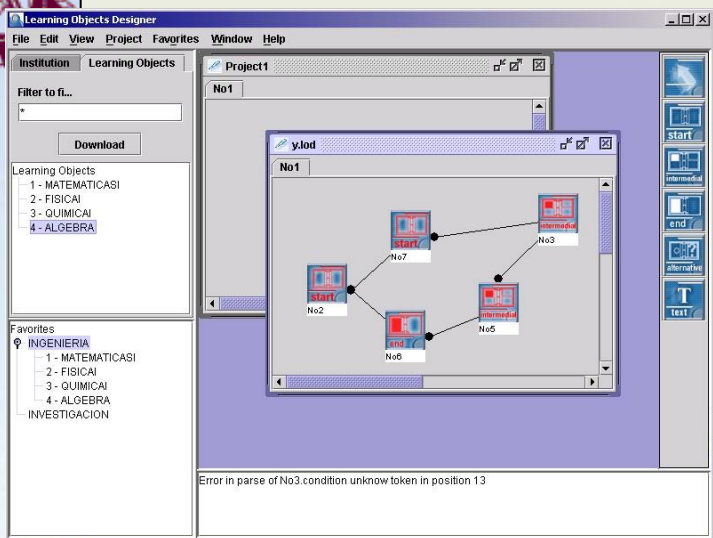 Learning Objects Designer
File Edit View Project Favorites Window Help
Institution Learning Objects
Filter to fi...
*
Download
Learning Objects
1 - MATEMATICASI
2 - FISICAI
3 - QUIMICAI
4 - ALGEBRA
Favorites
INGENIERIA
1 - MATEMATICASI
2 - FISICAI
3 - QUIMICAI
4 - ALGEBRA
INVESTIGACION
Project1
No1
y.lod
No1
start
No7
intermedial
No3
start
No2
end
No6
intermedial
No5
start
intermedial
end
alternative
T
text
Error in parse of No3.condition unknow token in position 13